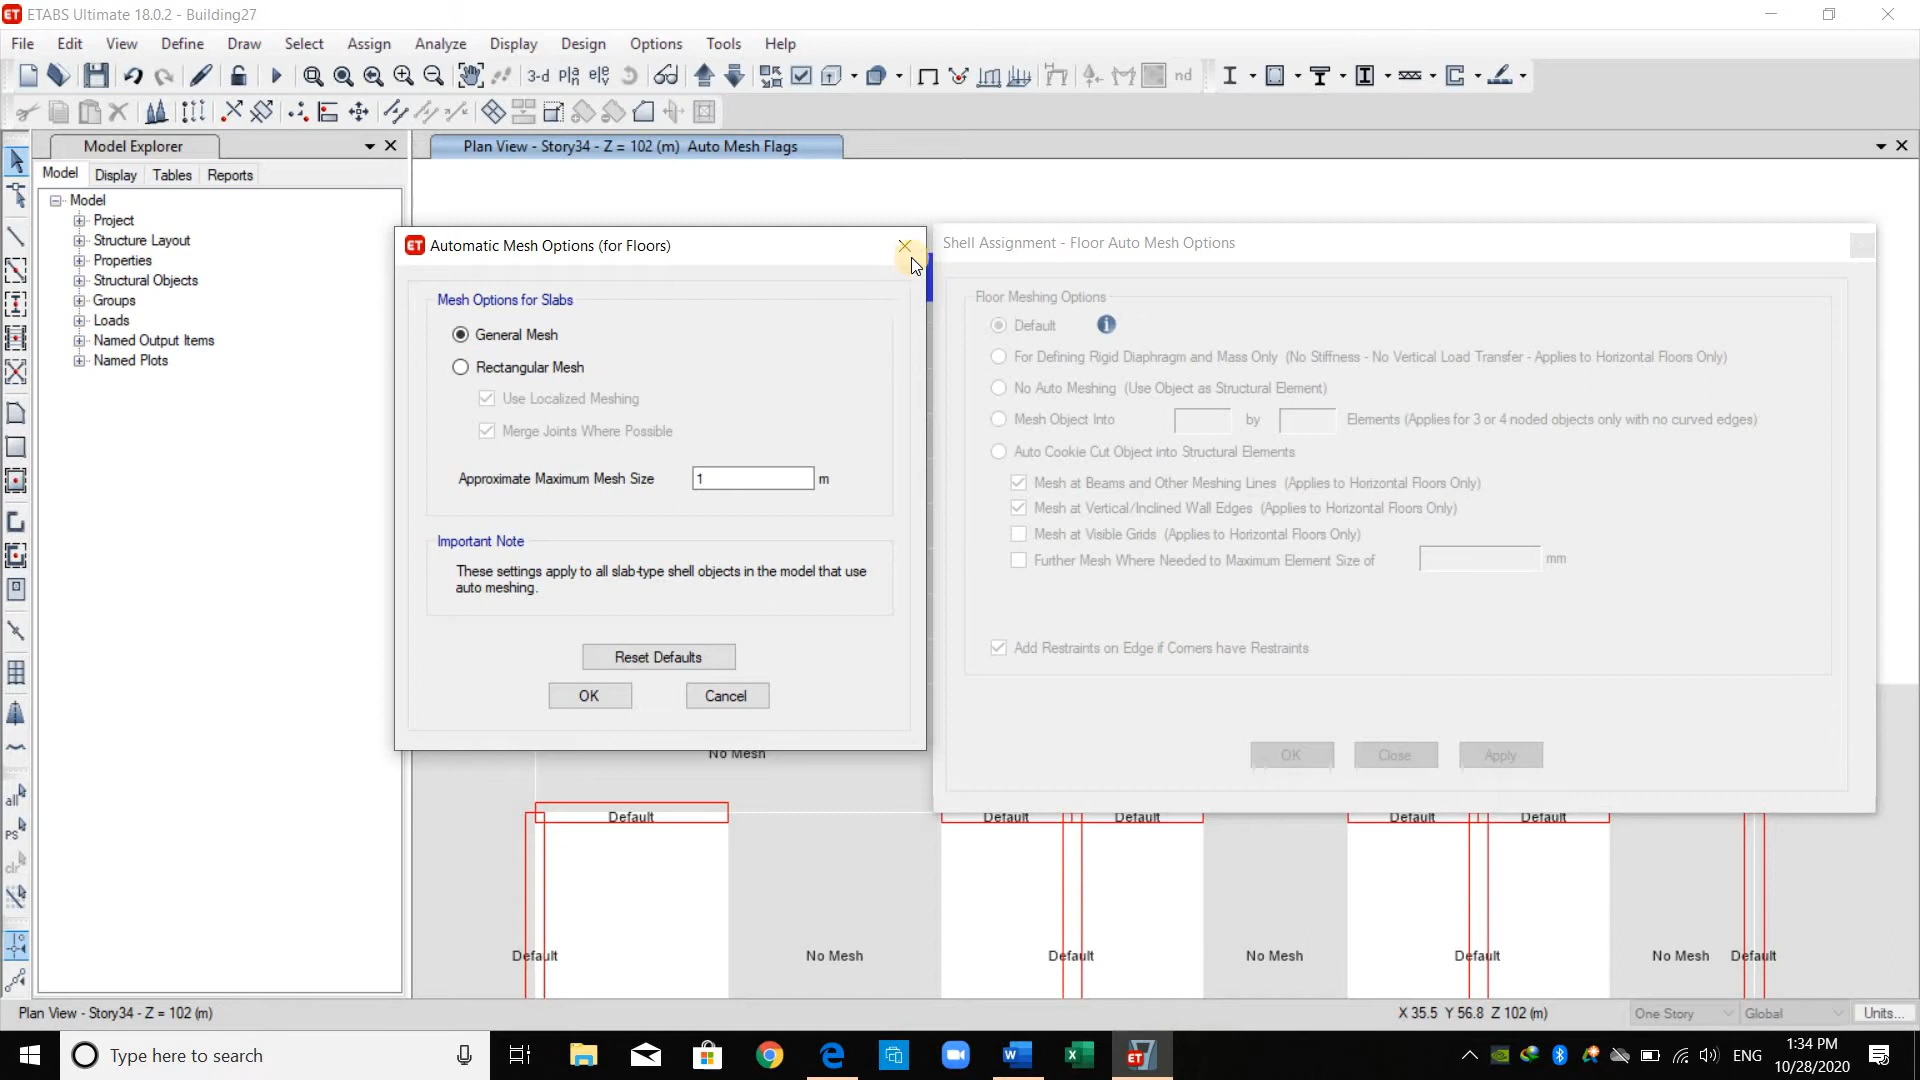 ETABS Ultimate 18.0.2 - Building27
File Edit View Define Draw Select Assign Analyze Display Design Options Tools Help
3-d nd
Model Explorer
Plan View - Story34 - Z = 102 (m) Auto Mesh Flags
Model Display Tables Reports
Model
Project
Structure Layout
Properties
Structural Objects
Groups
Loads
Named Output Items
Named Plots
ET Automatic Mesh Options (for Floors)
Mesh Options for Slabs
General Mesh
Rectangular Mesh
Use Localized Meshing
Merge Joints Where Possible
Approximate Maximum Mesh Size 1 m
Important Note
These settings apply to all slab-type shell objects in the model that use
auto meshing.
Reset Defaults
OK Cancel
Shell Assignment - Floor Auto Mesh Options
Floor Meshing Options
Default
For Defining Rigid Diaphragm and Mass Only (No Stiffness - No Vertical Load Transfer - Applies to Horizontal Floors Only)
No Auto Meshing (Use Object as Structural Element)
Mesh Object Into by Elements (Applies for 3 or 4 noded objects only with no curved edges)
Auto Cookie Cut Object into Structural Elements
Mesh at Beams and Other Meshing Lines (Applies to Horizontal Floors Only)
Mesh at Vertical/Inclined Wall Edges (Applies to Horizontal Floors Only)
Mesh at Visible Grids (Applies to Horizontal Floors Only)
Further Mesh Where Needed to Maximum Element Size of mm
Add Restraints on Edge if Corners have Restraints
OK Close Apply
No Mesh
Default Default Default Default Default
Default No Mesh Default No Mesh Default No Mesh Default
all
PS
clr
Plan View - Story34 - Z = 102 (m) X 35.5 Y 56.8 Z 102 (m) One Story Global Units...
Type here to search
ENG
1:34 PM
10/28/2020